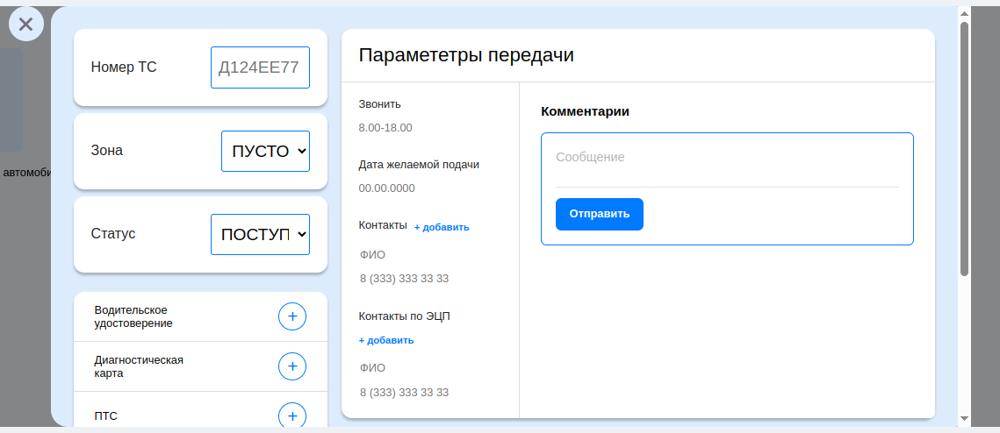 автомоби
Номер ТС
Д124ЕЕ77
Зона
ПУСТО
Статус
ПОСТУП
Водительское
удостоверение
+
Диагностическая
карта
+
ПТС
+
Парамететры передачи
Звонить
8.00-18.00
Дата желаемой подачи
00.00.0000
Контакты + добавить
ФИО
8 (333) 333 33 33
Контакты по ЭЦП
+ добавить
ФИО
8 (333) 333 33 33
Комментарии
Сообщение
Отправить